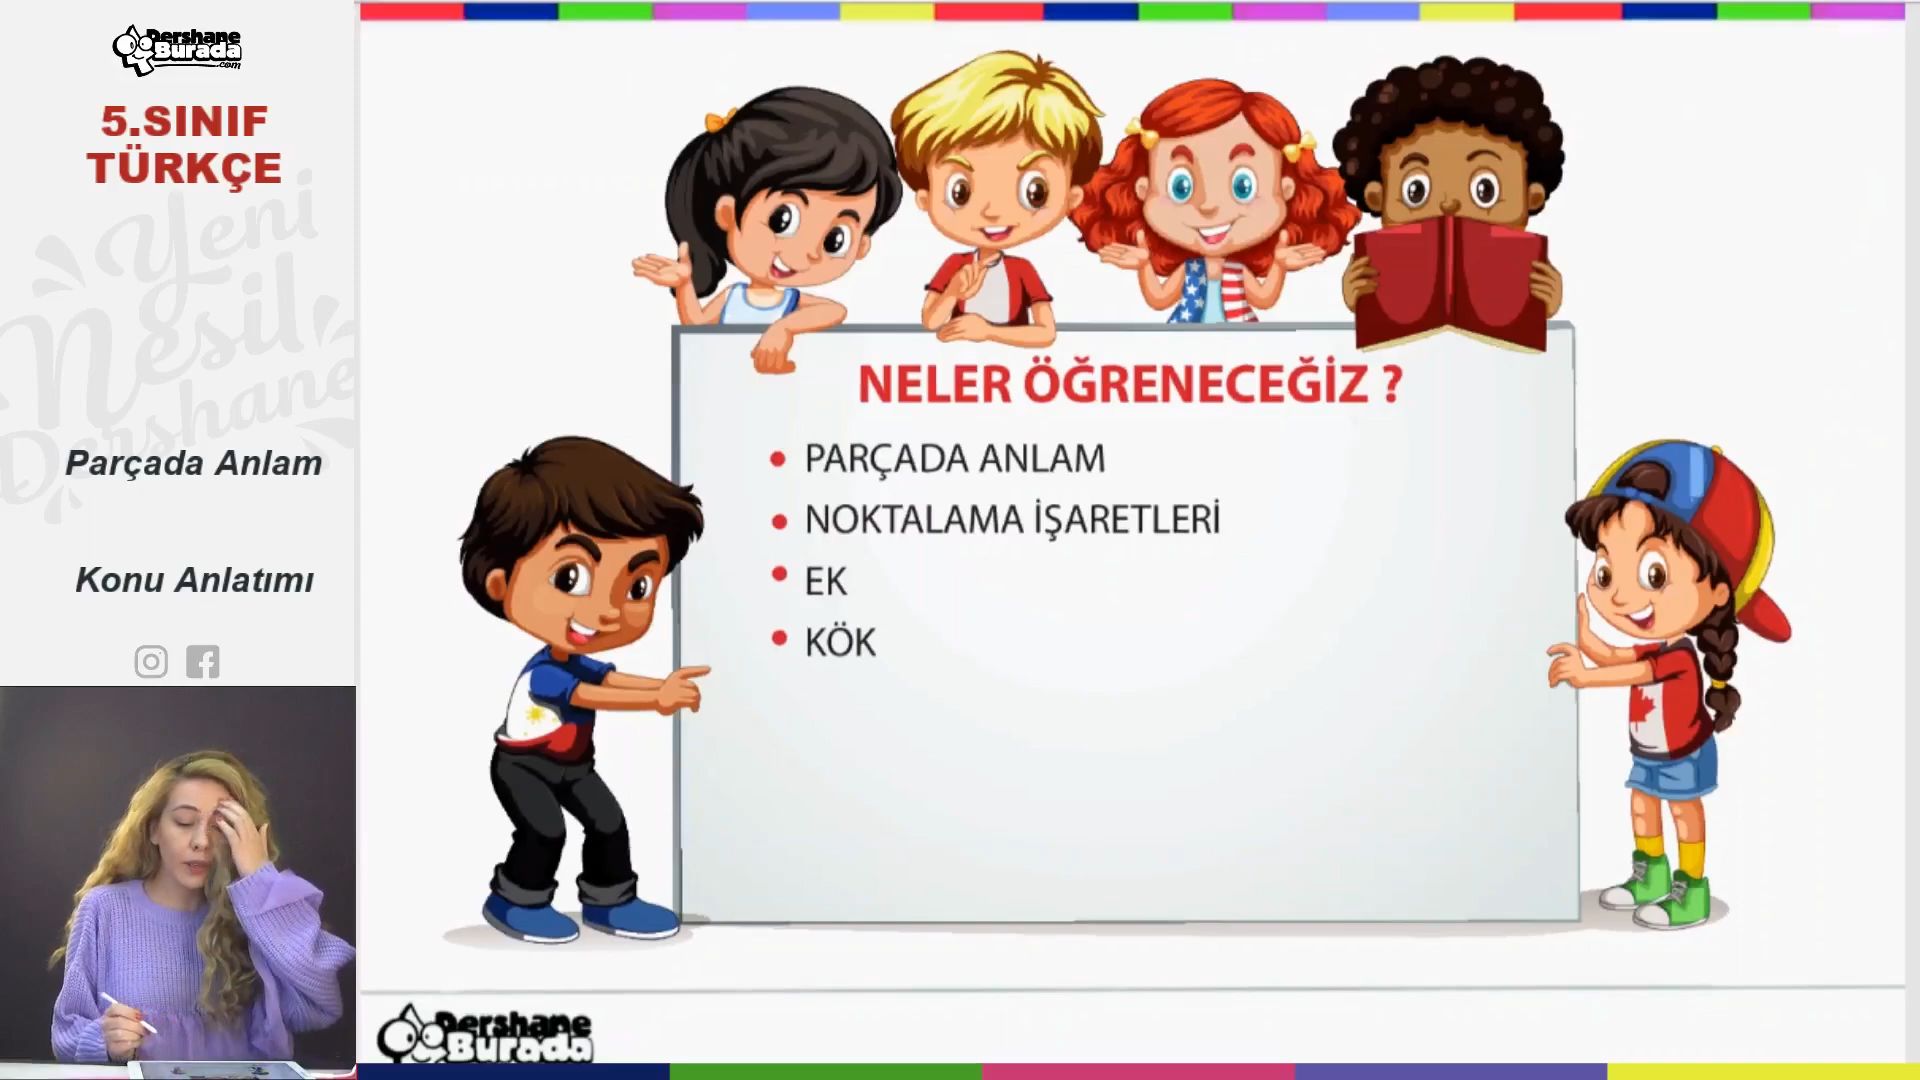 Dershane
Burada
.com
5.SINIF
TÜRKÇE
Yeni
Nesil
Dershane
Parçada Anlam
Konu Anlatımı
NELER ÖĞRENECEĞİZ ?
PARÇADA ANLAM
NOKTALAMA İŞARETLERİ
EK
KÖK
Dershane
Burada